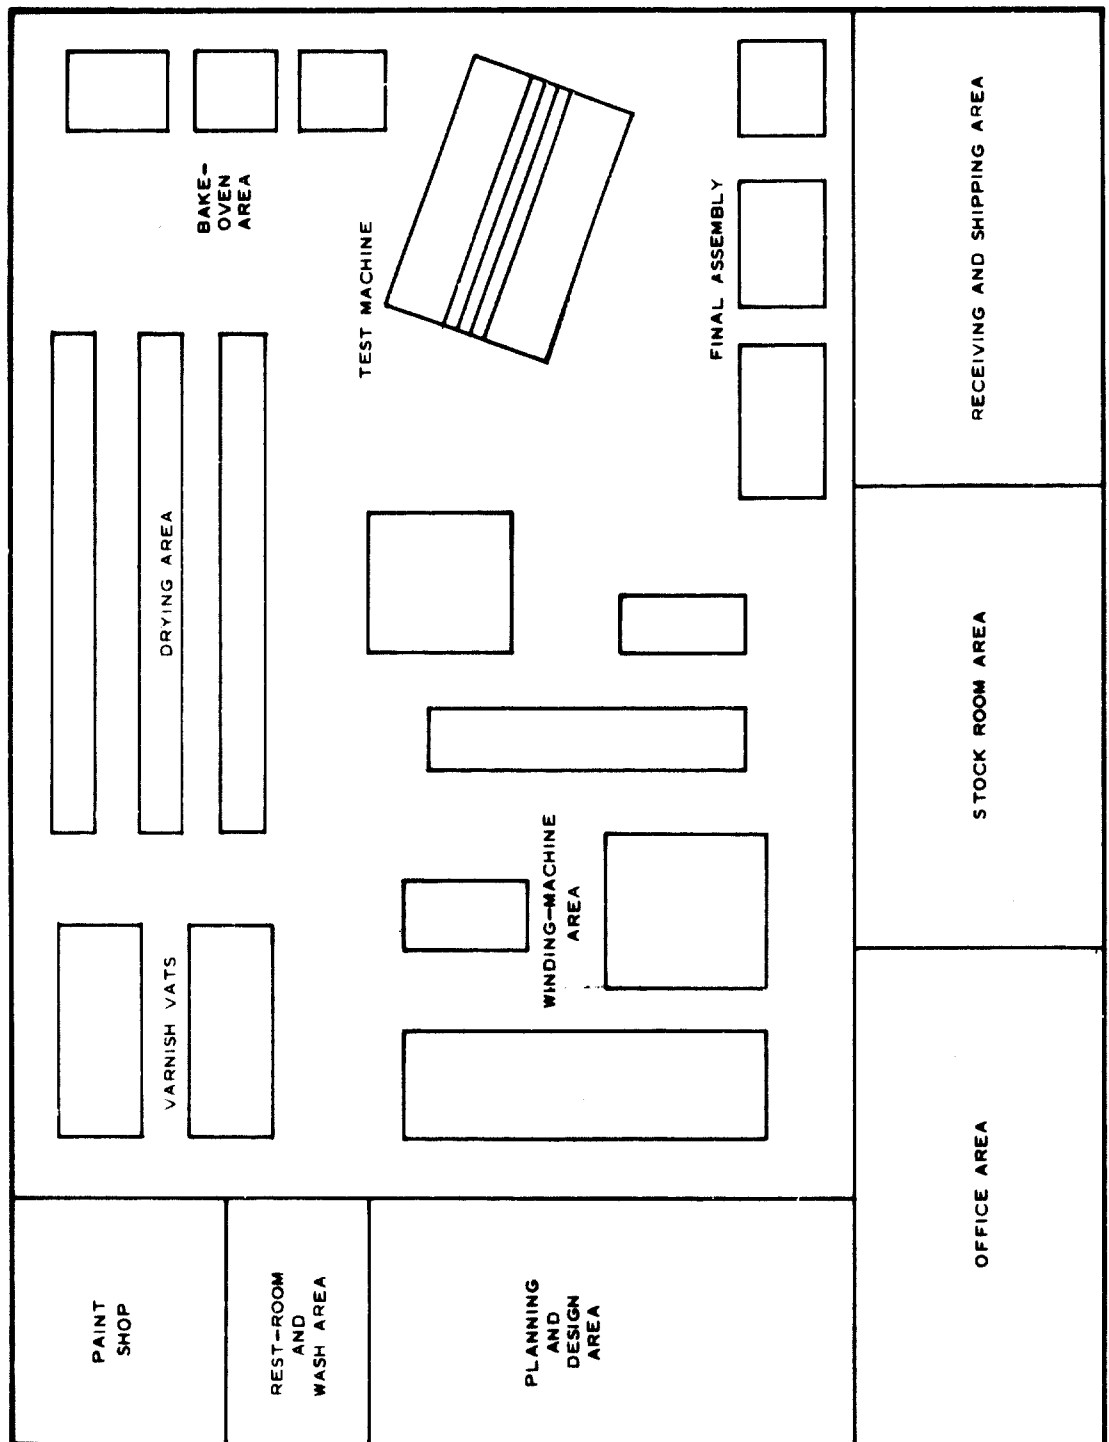 PAINT
SHOP
VARNISH VATS
DRYING AREA
BAKE-
OVEN
AREA
REST-ROOM
AND
WASH AREA
TEST MACHINE
PLANNING
AND
DESIGN
AREA
WINDING-MACHINE
AREA
FINAL ASSEMBLY
OFFICE AREA
STOCK ROOM AREA
RECEIVING AND SHIPPING AREA